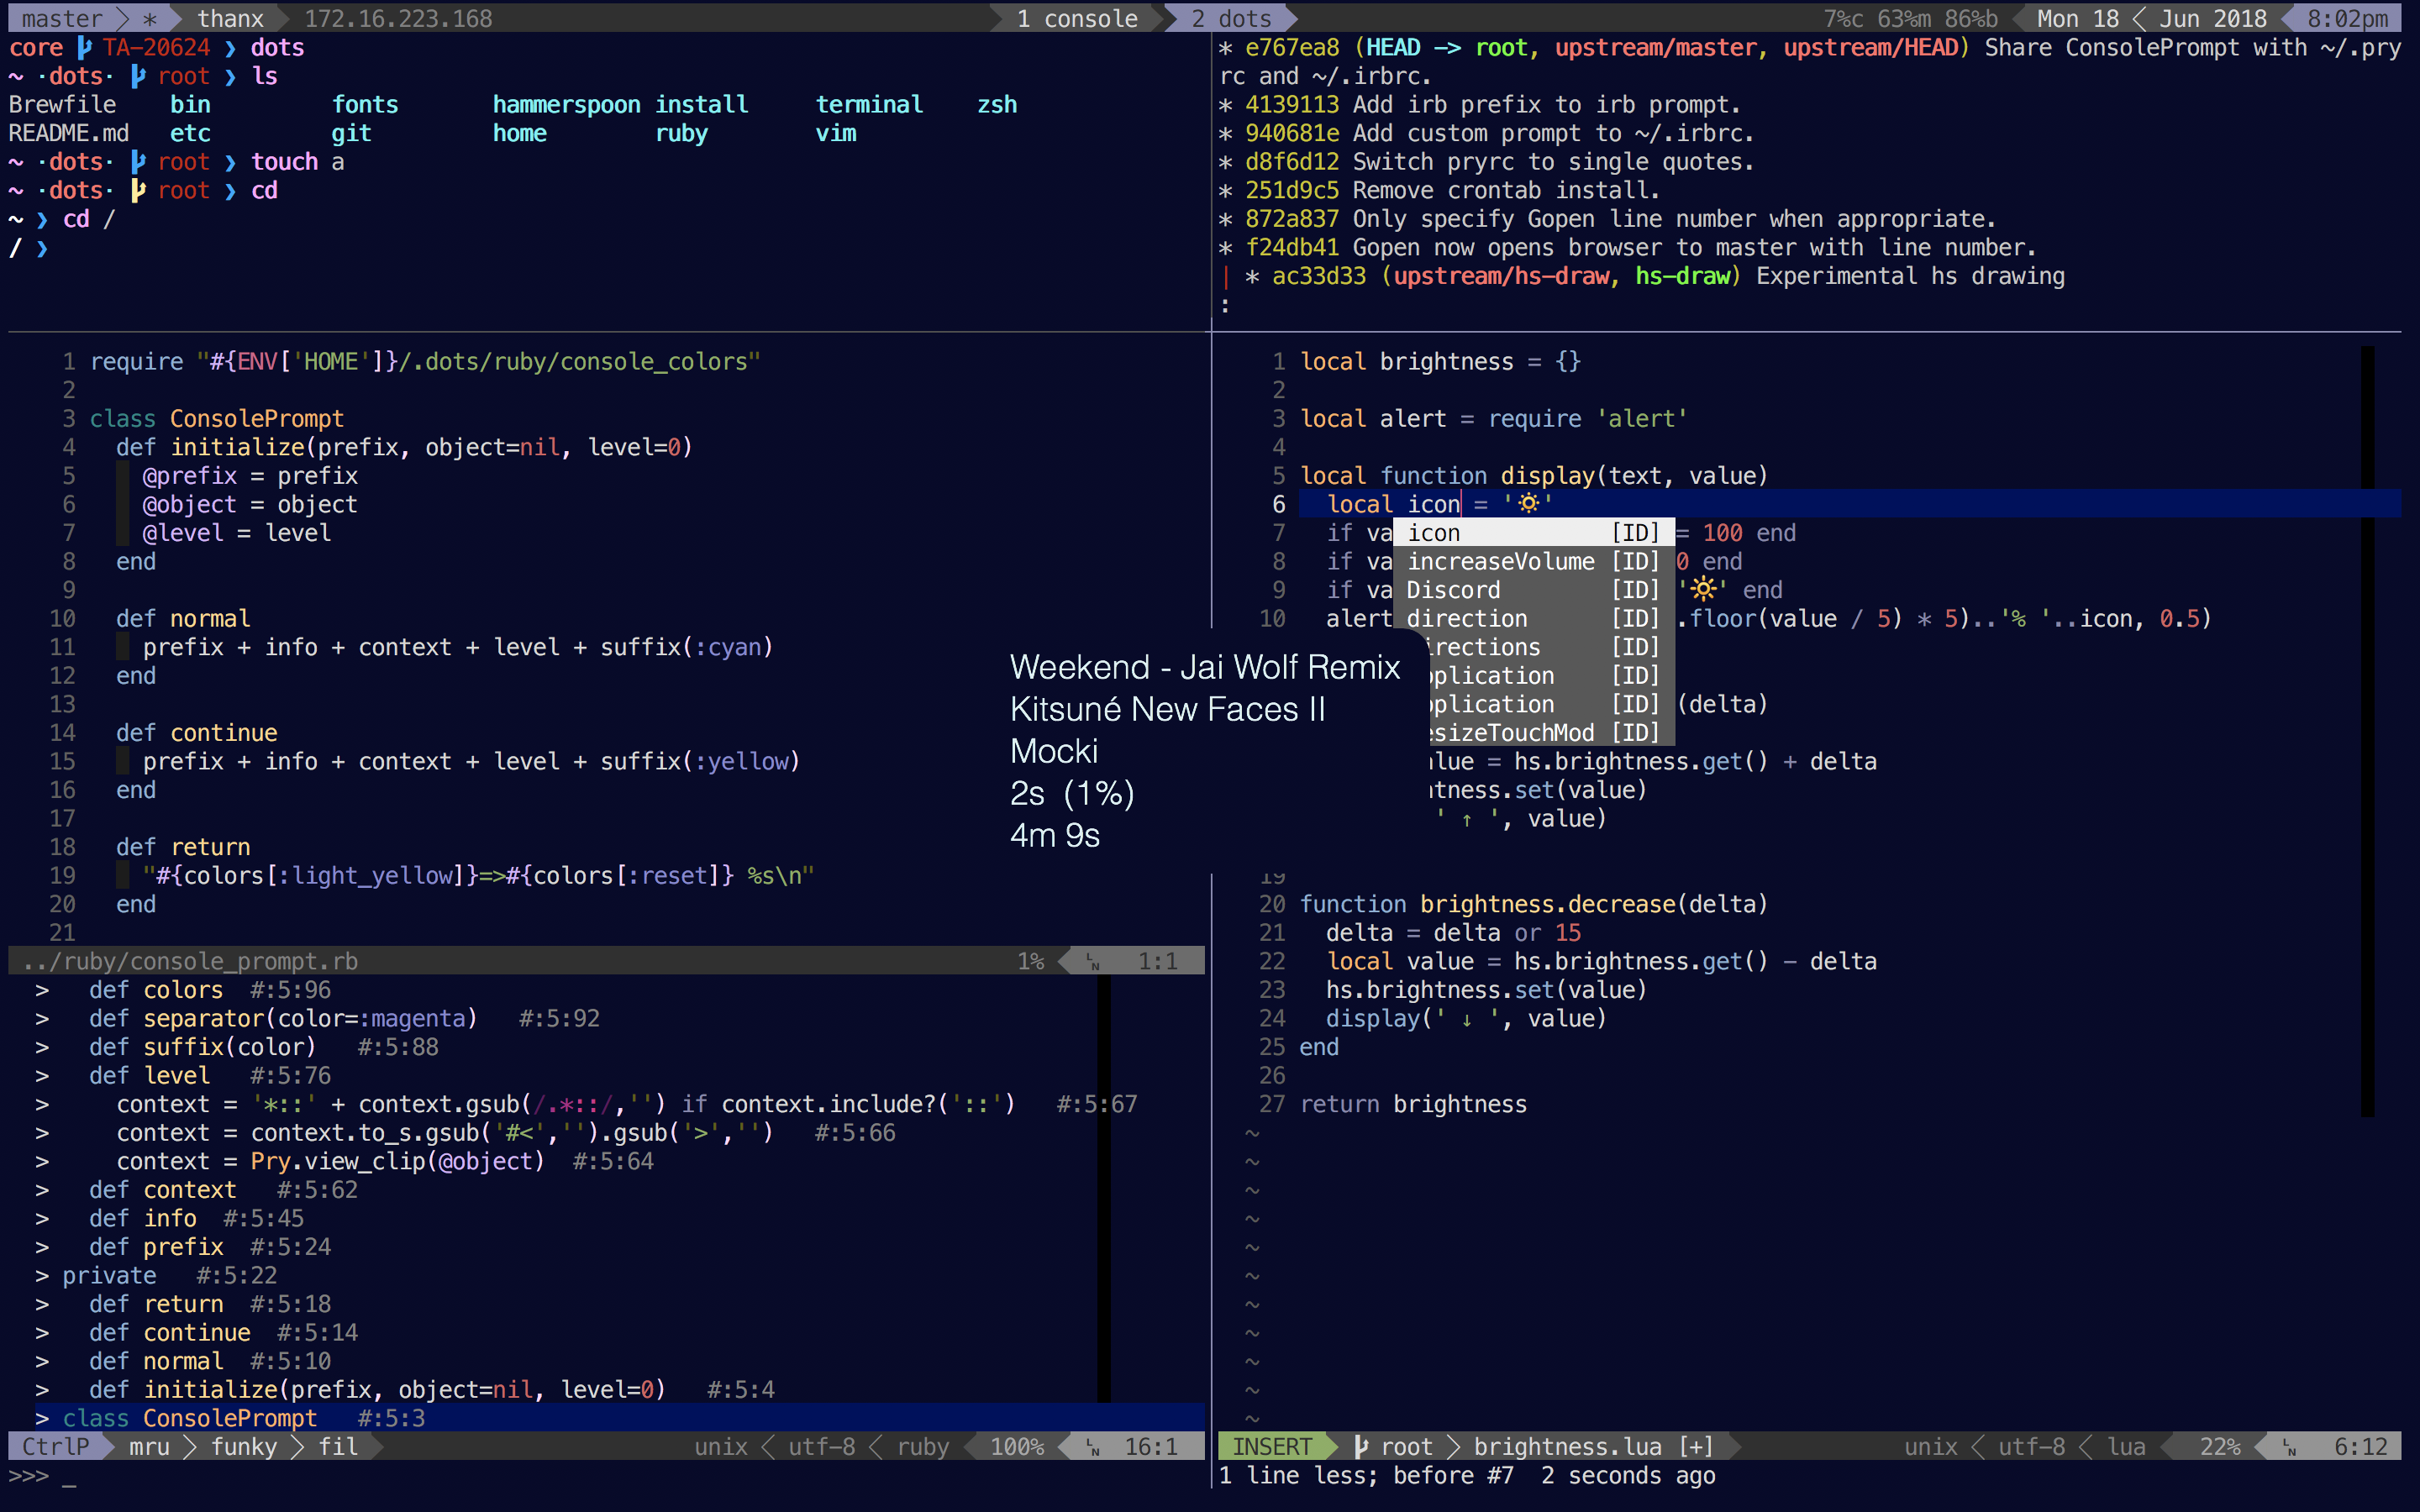 master * thanx 172.16.223.168 1 console 2 dots 7%c 63%m 86%b Mon 18 Jun 2018 8:02pm
core TA-20624 ❯ dots
~ ·dots· root ❯ ls
Brewfile bin fonts hammerspoon install terminal zsh
README.md etc git home ruby vim
~ ·dots· root ❯ touch a
~ ·dots· root ❯ cd
~ ❯ cd /
/ ❯
* e767ea8 (HEAD -> root, upstream/master, upstream/HEAD) Share ConsolePrompt with ~/.pry
rc and ~/.irbrc.
* 4139113 Add irb prefix to irb prompt.
* 940681e Add custom prompt to ~/.irbrc.
* d8f6d12 Switch pryrc to single quotes.
* 251d9c5 Remove crontab install.
* 872a837 Only specify Gopen line number when appropriate.
* f24db41 Gopen now opens browser to master with line number.
| * ac33d33 (upstream/hs-draw, hs-draw) Experimental hs drawing
:
1 require "#{ENV['HOME']}/.dots/ruby/console_colors"
2
3 class ConsolePrompt
4 def initialize(prefix, object=nil, level=0)
5 @prefix = prefix
6 @object = object
7 @level = level
8 end
9
10 def normal
11 prefix + info + context + level + suffix(:cyan)
12 end
13
14 def continue
15 prefix + info + context + level + suffix(:yellow)
16 end
17
18 def return
19 "#{colors[:light_yellow]}=>#{colors[:reset]} %s\n"
20 end
21
../ruby/console_prompt.rb 1% LN 1:1
> def colors #:5:96
> def separator(color=:magenta) #:5:92
> def suffix(color) #:5:88
> def level #:5:76
> context = '*::' + context.gsub(/.*::/,'') if context.include?('::') #:5:67
> context = context.to_s.gsub('#<','').gsub('>','') #:5:66
> context = Pry.view_clip(@object) #:5:64
> def context #:5:62
> def info #:5:45
> def prefix #:5:24
> private #:5:22
> def return #:5:18
> def continue #:5:14
> def normal #:5:10
> def initialize(prefix, object=nil, level=0) #:5:4
> class ConsolePrompt #:5:3
CtrlP mru funky fil unix utf-8 ruby 100% LN 16:1
>>> _
Weekend - Jai Wolf Remix
Kitsuné New Faces II
Mocki
2s (1%)
4m 9s
1 local brightness = {}
2
3 local alert = require 'alert'
4
5 local function display(text, value)
6 local icon = '🔅'
7 if va icon [ID] = 100 end
8 if va increaseVolume [ID] 0 end
9 if va Discord [ID] '🔆' end
10 alert direction [ID] .floor(value / 5) * 5)..'% '..icon, 0.5)
irections [ID]
plication [ID]
plication [ID] (delta)
esizeTouchMod [ID]
lue = hs.brightness.get() + delta
tness.set(value)
' ↑ ', value)
19
20 function brightness.decrease(delta)
21 delta = delta or 15
22 local value = hs.brightness.get() - delta
23 hs.brightness.set(value)
24 display(' ↓ ', value)
25 end
26
27 return brightness
~
~
~
~
~
~
~
~
~
~
~
INSERT root brightness.lua [+] unix utf-8 lua 22% LN 6:12
1 line less; before #7 2 seconds ago